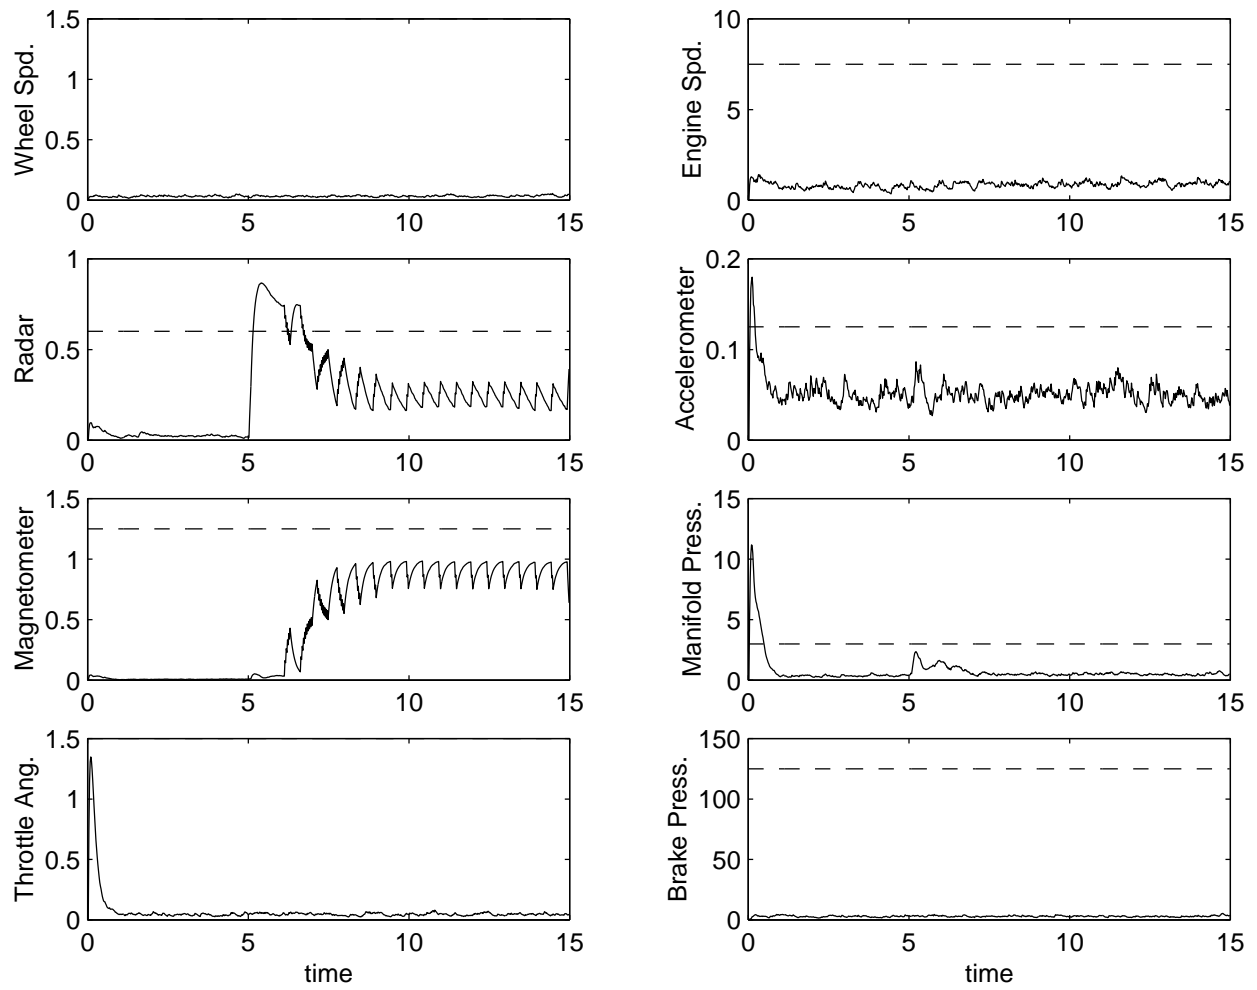 Wheel Spd.
1.5
1
0.5
0
0 5 10 15
Engine Spd.
10
5
0
0 5 10 15
Radar
1
0.5
0
0 5 10 15
Accelerometer
0.2
0.1
0
0 5 10 15
Magnetometer
1.5
1
0.5
0
0 5 10 15
Manifold Press.
15
10
5
0
0 5 10 15
Throttle Ang.
1.5
1
0.5
0
0 5 10 15
time
Brake Press.
150
100
50
0
0 5 10 15
time